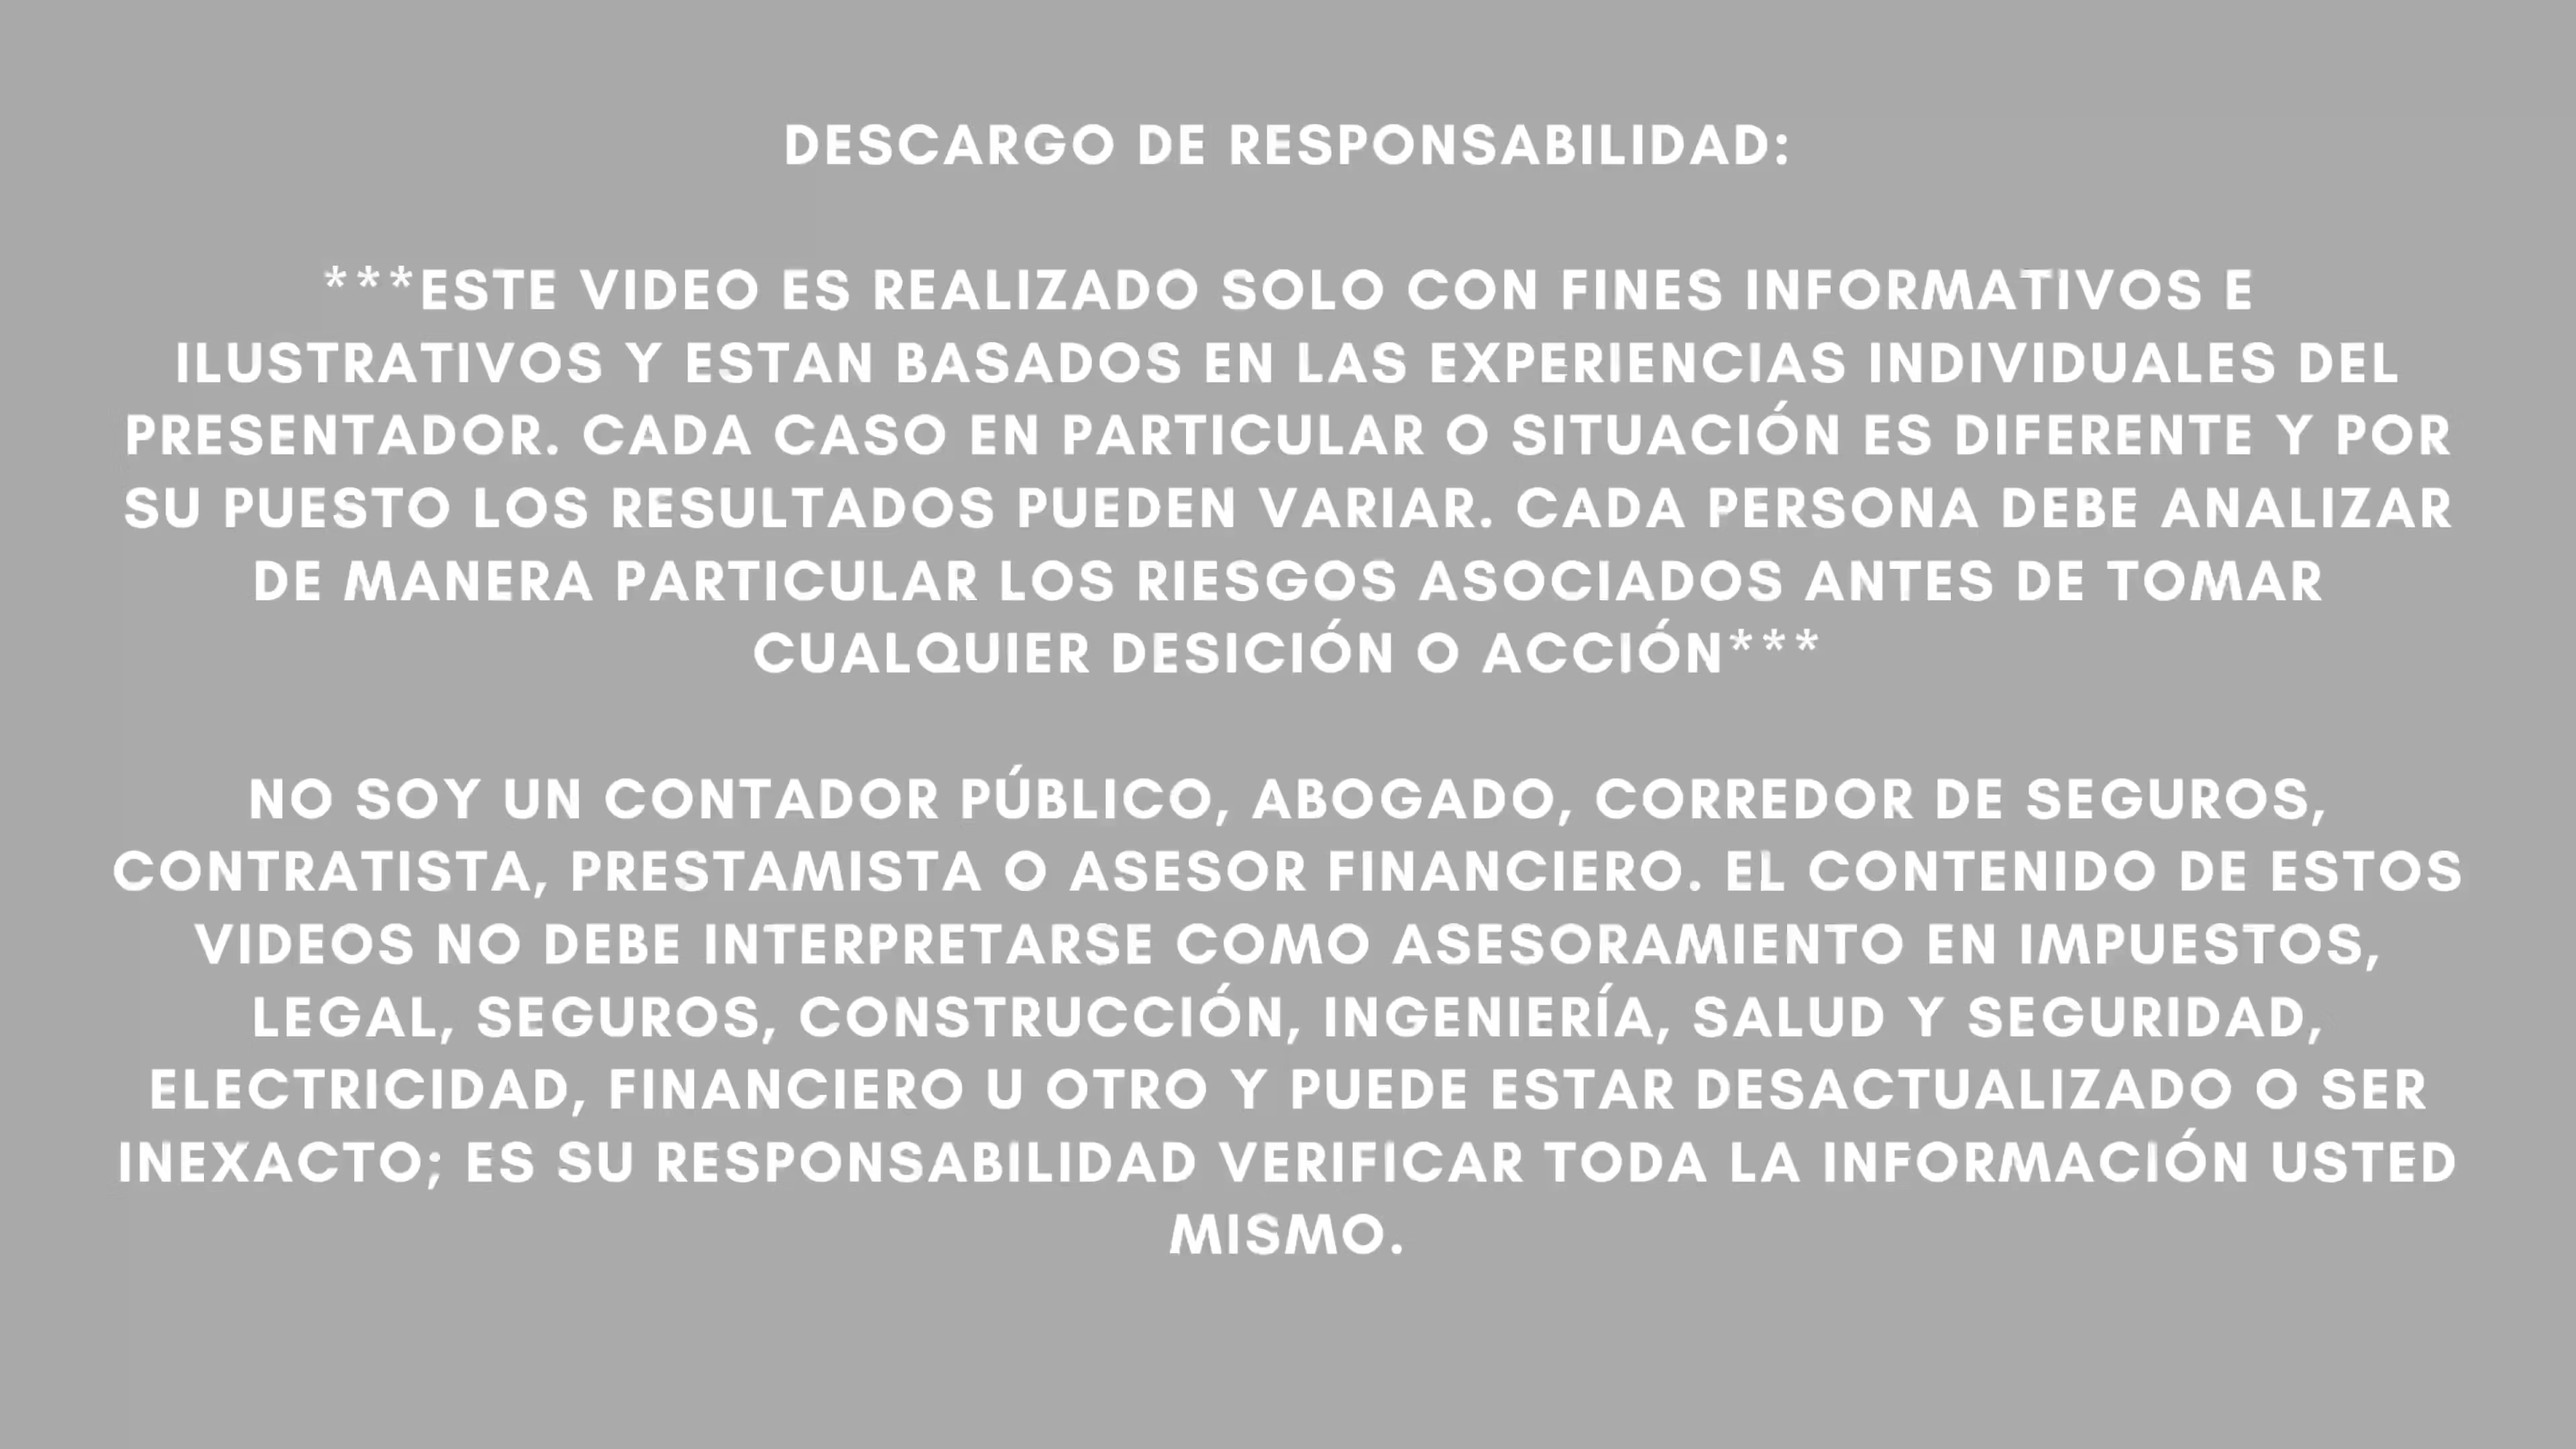 DESCARGO DE RESPONSABILIDAD:
***ESTE VIDEO ES REALIZADO SOLO CON FINES INFORMATIVOS E
ILUSTRATIVOS Y ESTAN BASADOS EN LAS EXPERIENCIAS INDIVIDUALES DEL
PRESENTADOR. CADA CASO EN PARTICULAR O SITUACIÓN ES DIFERENTE Y POR
SU PUESTO LOS RESULTADOS PUEDEN VARIAR. CADA PERSONA DEBE ANALIZAR
DE MANERA PARTICULAR LOS RIESGOS ASOCIADOS ANTES DE TOMAR
CUALQUIER DESICIÓN O ACCIÓN***
NO SOY UN CONTADOR PÚBLICO, ABOGADO, CORREDOR DE SEGUROS,
CONTRATISTA, PRESTAMISTA O ASESOR FINANCIERO. EL CONTENIDO DE ESTOS
VIDEOS NO DEBE INTERPRETARSE COMO ASESORAMIENTO EN IMPUESTOS,
LEGAL, SEGUROS, CONSTRUCCIÓN, INGENIERÍA, SALUD Y SEGURIDAD,
ELECTRICIDAD, FINANCIERO U OTRO Y PUEDE ESTAR DESACTUALIZADO O SER
INEXACTO; ES SU RESPONSABILIDAD VERIFICAR TODA LA INFORMACIÓN USTED
MISMO.